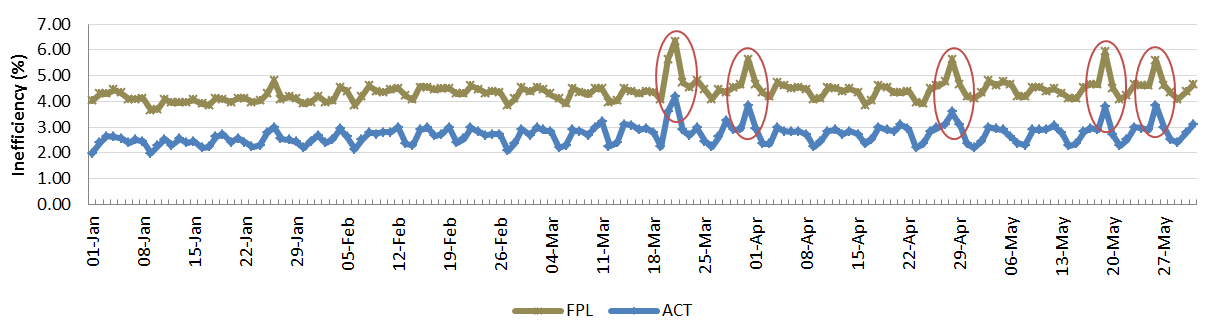 Inefficiency (%)
7.00
6.00
5.00
4.00
3.00
2.00
1.00
0.00
01-Jan
08-Jan
15-Jan
22-Jan
29-Jan
05-Feb
12-Feb
19-Feb
26-Feb
04-Mar
11-Mar
18-Mar
25-Mar
01-Apr
08-Apr
15-Apr
22-Apr
29-Apr
06-May
13-May
20-May
27-May
FPL
ACT